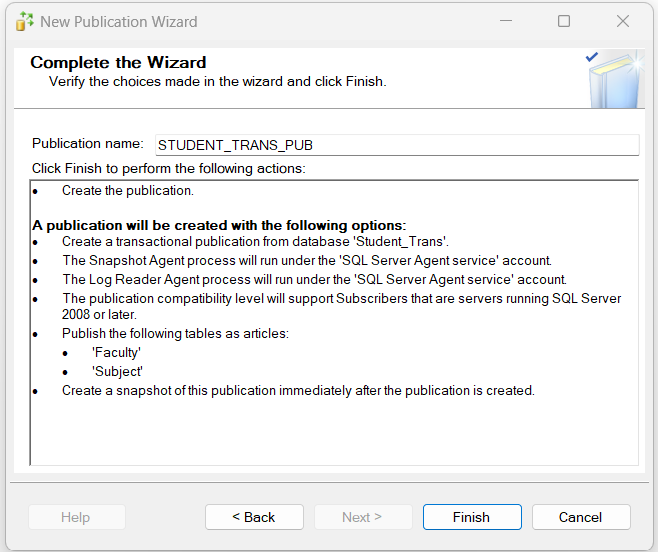 New Publication Wizard
Complete the Wizard
Verify the choices made in the wizard and click Finish.
Publication name: STUDENT_TRANS_PUB
Click Finish to perform the following actions:
• Create the publication.
A publication will be created with the following options:
• Create a transactional publication from database 'Student_Trans'.
• The Snapshot Agent process will run under the 'SQL Server Agent service' account.
• The Log Reader Agent process will run under the 'SQL Server Agent service' account.
• The publication compatibility level will support Subscribers that are servers running SQL Server
2008 or later.
• Publish the following tables as articles:
• 'Faculty'
• 'Subject'
• Create a snapshot of this publication immediately after the publication is created.
Help < Back Next > Finish Cancel